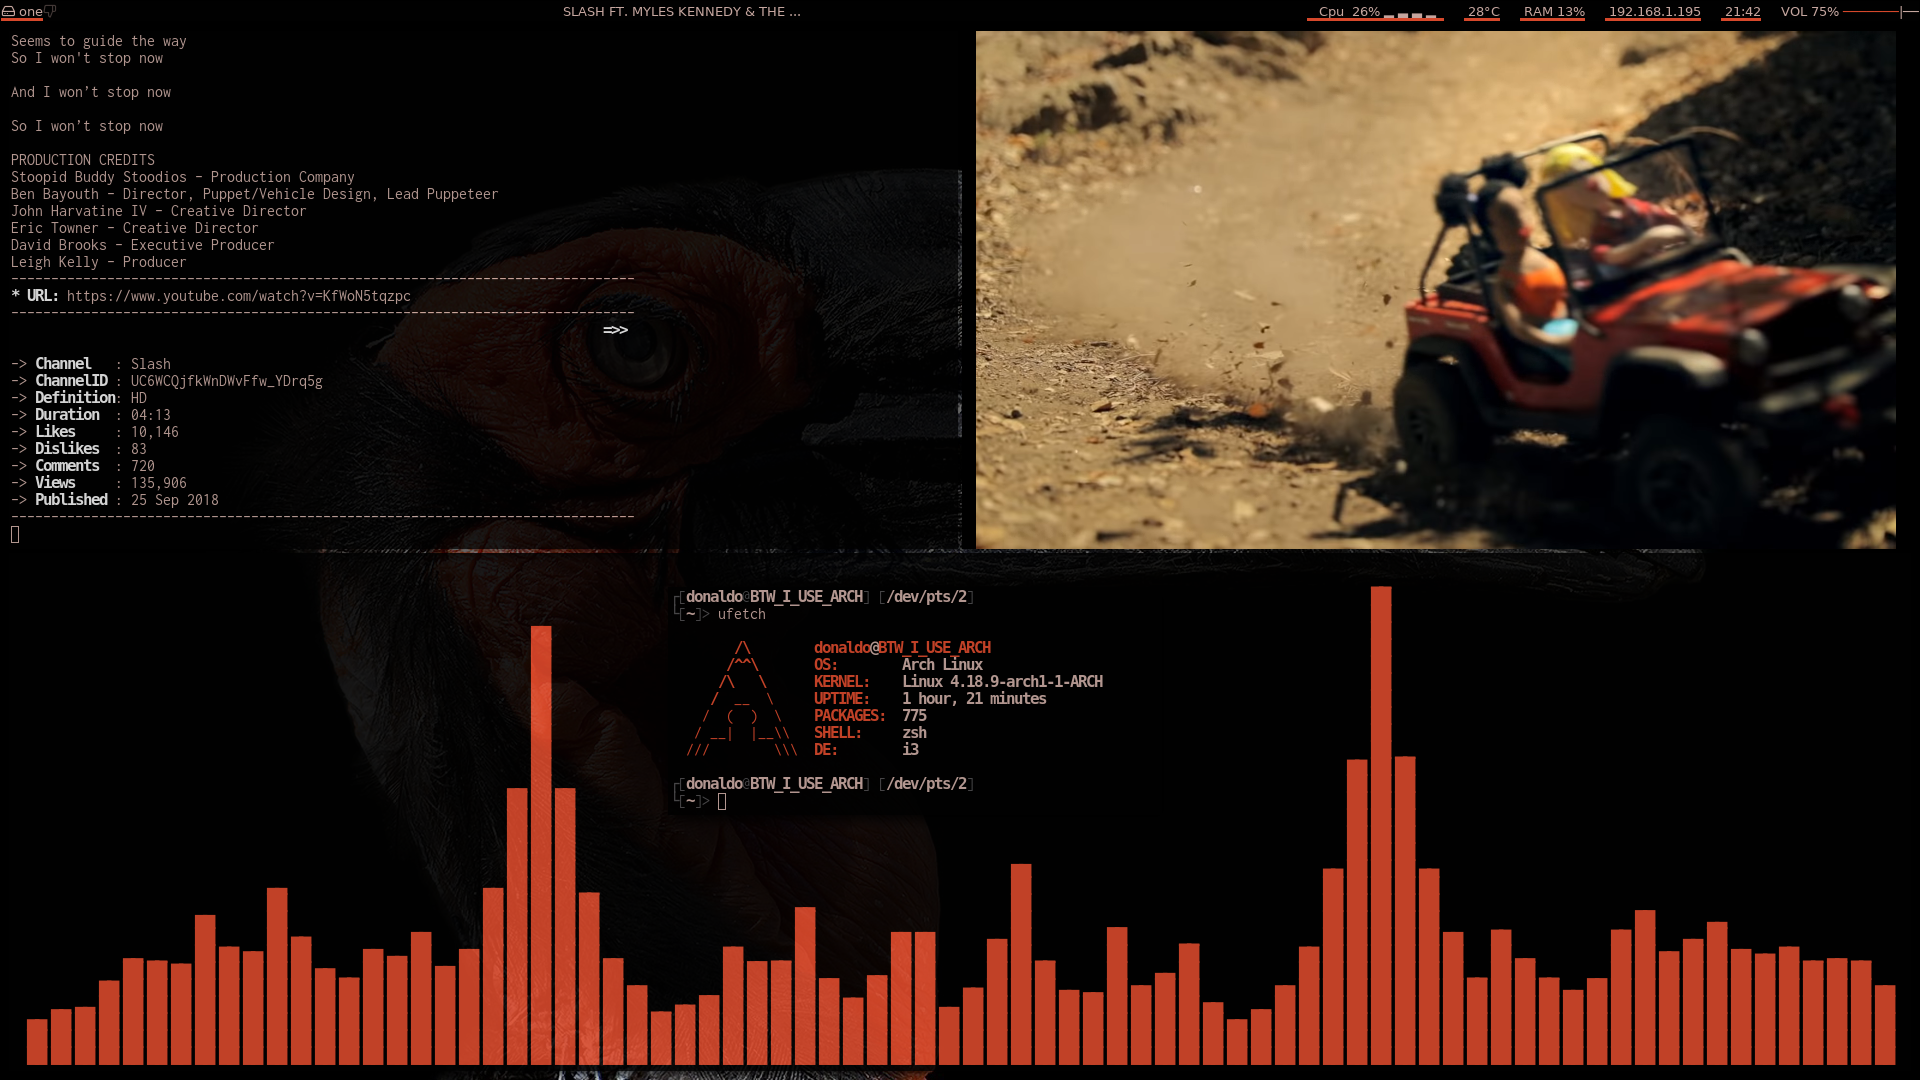 one
SLASH FT. MYLES KENNEDY & THE ...
Cpu 26%
28°C
RAM 13%
192.168.1.195
21:42
VOL 75%
Seems to guide the way
So I won't stop now
And I won’t stop now
So I won’t stop now
PRODUCTION CREDITS
Stoopid Buddy Stoodios – Production Company
Ben Bayouth – Director, Puppet/Vehicle Design, Lead Puppeteer
John Harvatine IV – Creative Director
Eric Towner – Creative Director
David Brooks – Executive Producer
Leigh Kelly – Producer
------------------------------------------------------------------------------
* URL: https://www.youtube.com/watch?v=KfWoN5tqzpc
------------------------------------------------------------------------------
=>>
-> Channel : Slash
-> ChannelID : UC6WCQjfkWnDWvFfw_YDrq5g
-> Definition: HD
-> Duration : 04:13
-> Likes : 10,146
-> Dislikes : 83
-> Comments : 720
-> Views : 135,906
-> Published : 25 Sep 2018
------------------------------------------------------------------------------
┌[donaldo@BTW_I_USE_ARCH] [/dev/pts/2]
└[~]> ufetch
donaldo@BTW_I_USE_ARCH
OS: Arch Linux
KERNEL: Linux 4.18.9-arch1-1-ARCH
UPTIME: 1 hour, 21 minutes
PACKAGES: 775
SHELL: zsh
DE: i3
┌[donaldo@BTW_I_USE_ARCH] [/dev/pts/2]
└[~]>